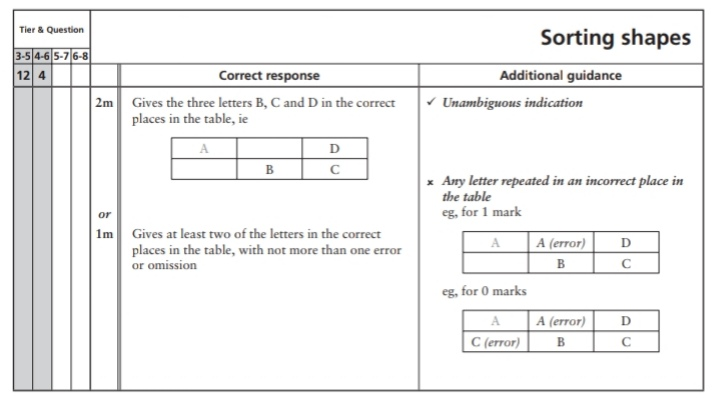 Tier & Question
Sorting shapes
3-5 4-6 5-7 6-8
12 4
Correct response
Additional guidance
2m
Gives the three letters B, C and D in the correct
places in the table, ie
A D
B C
or
1m
Gives at least two of the letters in the correct
places in the table, with not more than one error
or omission
✓ Unambiguous indication
× Any letter repeated in an incorrect place in
the table
eg, for 1 mark
A A (error) D
B C
eg, for 0 marks
A A (error) D
C (error) B C